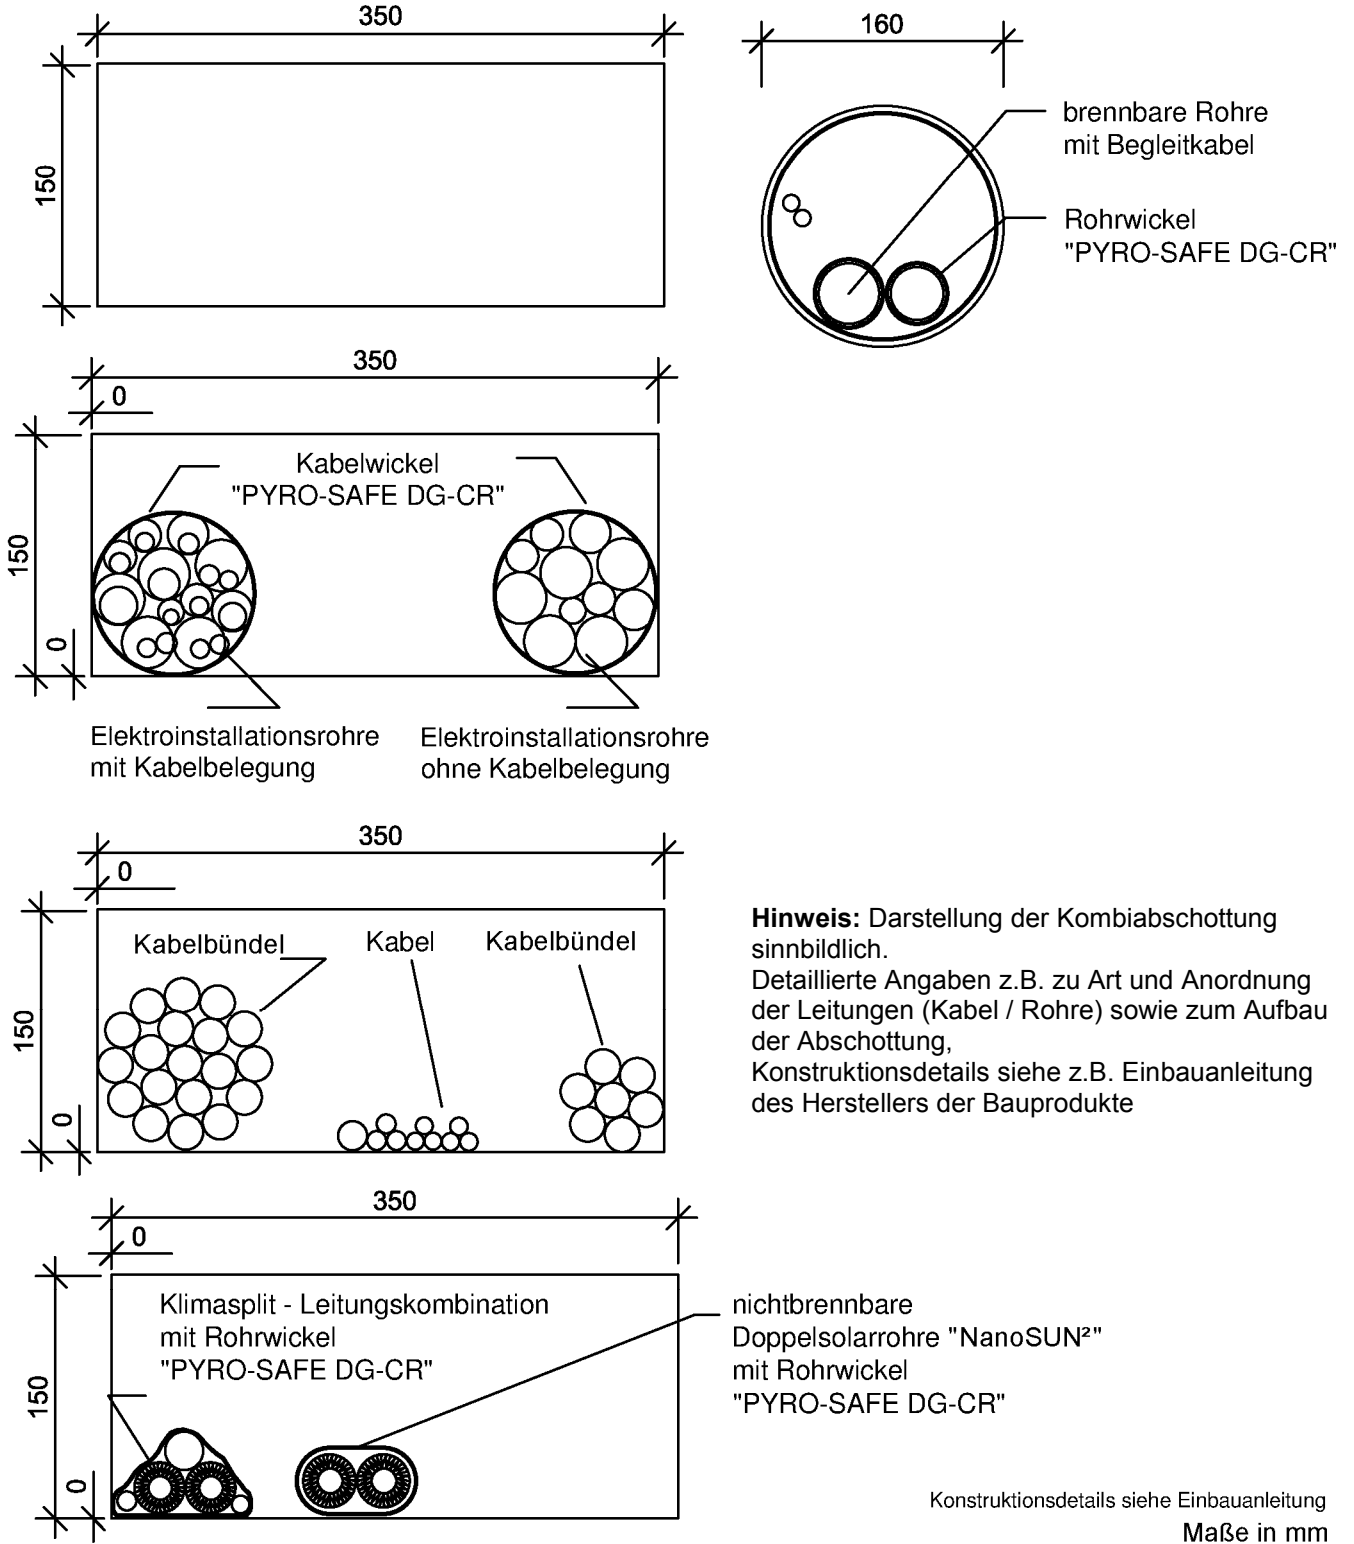 350
160
150
brennbare Rohre
mit Begleitkabel
Rohrwickel
"PYRO-SAFE DG-CR"
350
0
150
0
Kabelwickel
"PYRO-SAFE DG-CR"
Elektroinstallationsrohre
mit Kabelbelegung
Elektroinstallationsrohre
ohne Kabelbelegung
350
0
150
0
Kabelbündel
Kabel
Kabelbündel
Hinweis: Darstellung der Kombiabschottung
sinnbildlich.
Detaillierte Angaben z.B. zu Art und Anordnung
der Leitungen (Kabel / Rohre) sowie zum Aufbau
der Abschottung,
Konstruktionsdetails siehe z.B. Einbauanleitung
des Herstellers der Bauprodukte
350
0
150
0
Klimasplit - Leitungskombination
mit Rohrwickel
"PYRO-SAFE DG-CR"
nichtbrennbare
Doppelsolarrohre "NanoSUN²"
mit Rohrwickel
"PYRO-SAFE DG-CR"
Konstruktionsdetails siehe Einbauanleitung
Maße in mm